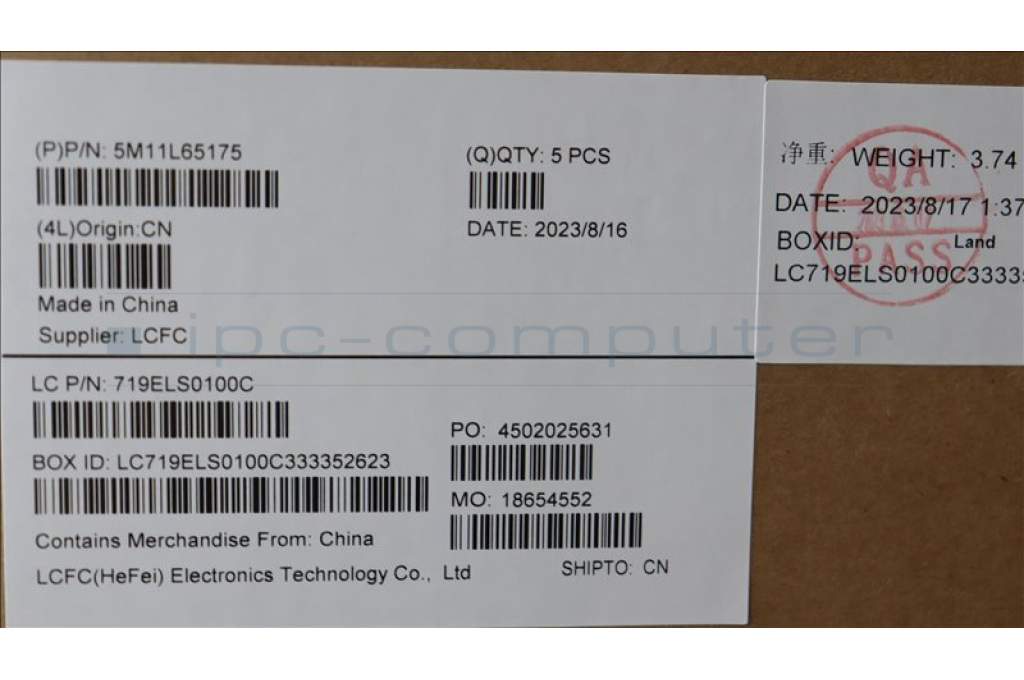 (P)P/N: 5M11L65175
(Q)QTY: 5 PCS
(4L)Origin:CN
DATE: 2023/8/16
Made in China
Supplier: LCFC
LC P/N: 719ELS0100C
PO: 4502025631
BOX ID: LC719ELS0100C333352623
MO: 18654552
Contains Merchandise From: China
LCFC(HeFei) Electronics Technology Co., Ltd
SHIPTO: CN
净重: WEIGHT: 3.74
DATE: 2023/8/17 1:37
BOXID: Land
LC719ELS0100C3333
QA
PASS
ipc-computer